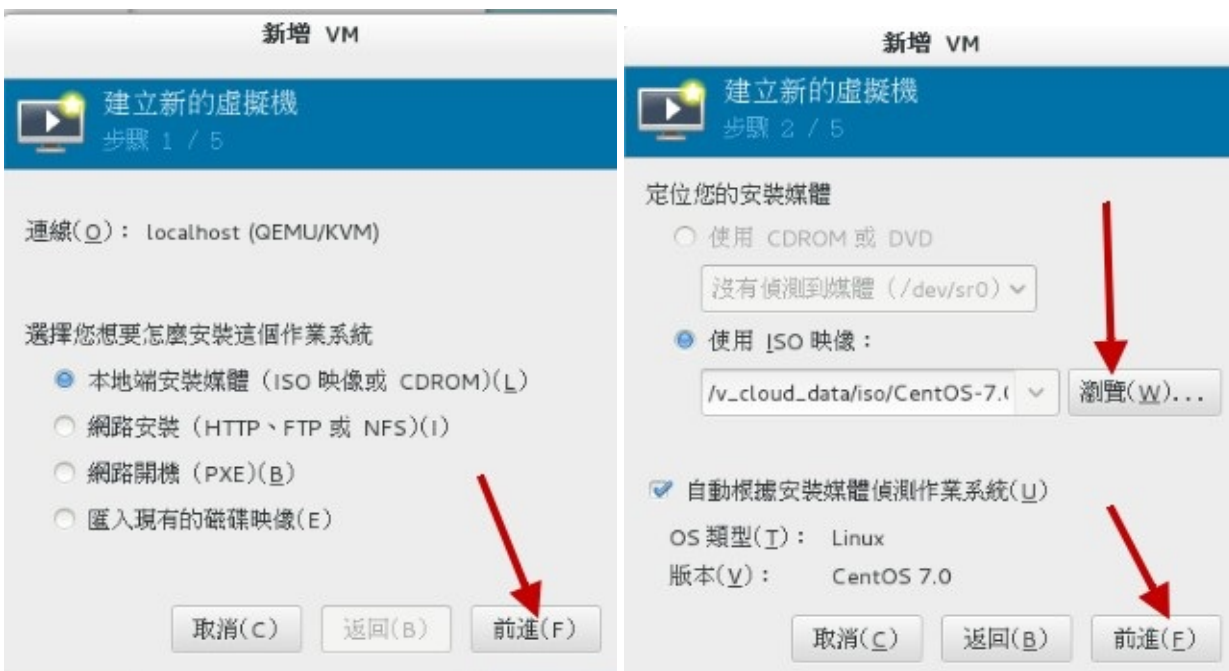 新增 VM
建立新的虛擬機
步驟 1 / 5
連線(O)： localhost (QEMU/KVM)
選擇您想要怎麼安裝這個作業系統
本地端安裝媒體 (ISO 映像或 CDROM)(L)
網路安裝 (HTTP、FTP 或 NFS)(I)
網路開機 (PXE)(B)
匯入現有的磁碟映像(E)
取消(C) 返回(B) 前進(F)
新增 VM
建立新的虛擬機
步驟 2 / 5
定位您的安裝媒體
使用 CDROM 或 DVD
沒有偵測到媒體 (/dev/sr0)
使用 ISO 映像：
/v_cloud_data/iso/CentOS-7. 瀏覽(W)...
自動根據安裝媒體偵測作業系統(U)
OS 類型(T)： Linux
版本(V)： CentOS 7.0
取消(C) 返回(B) 前進(F)